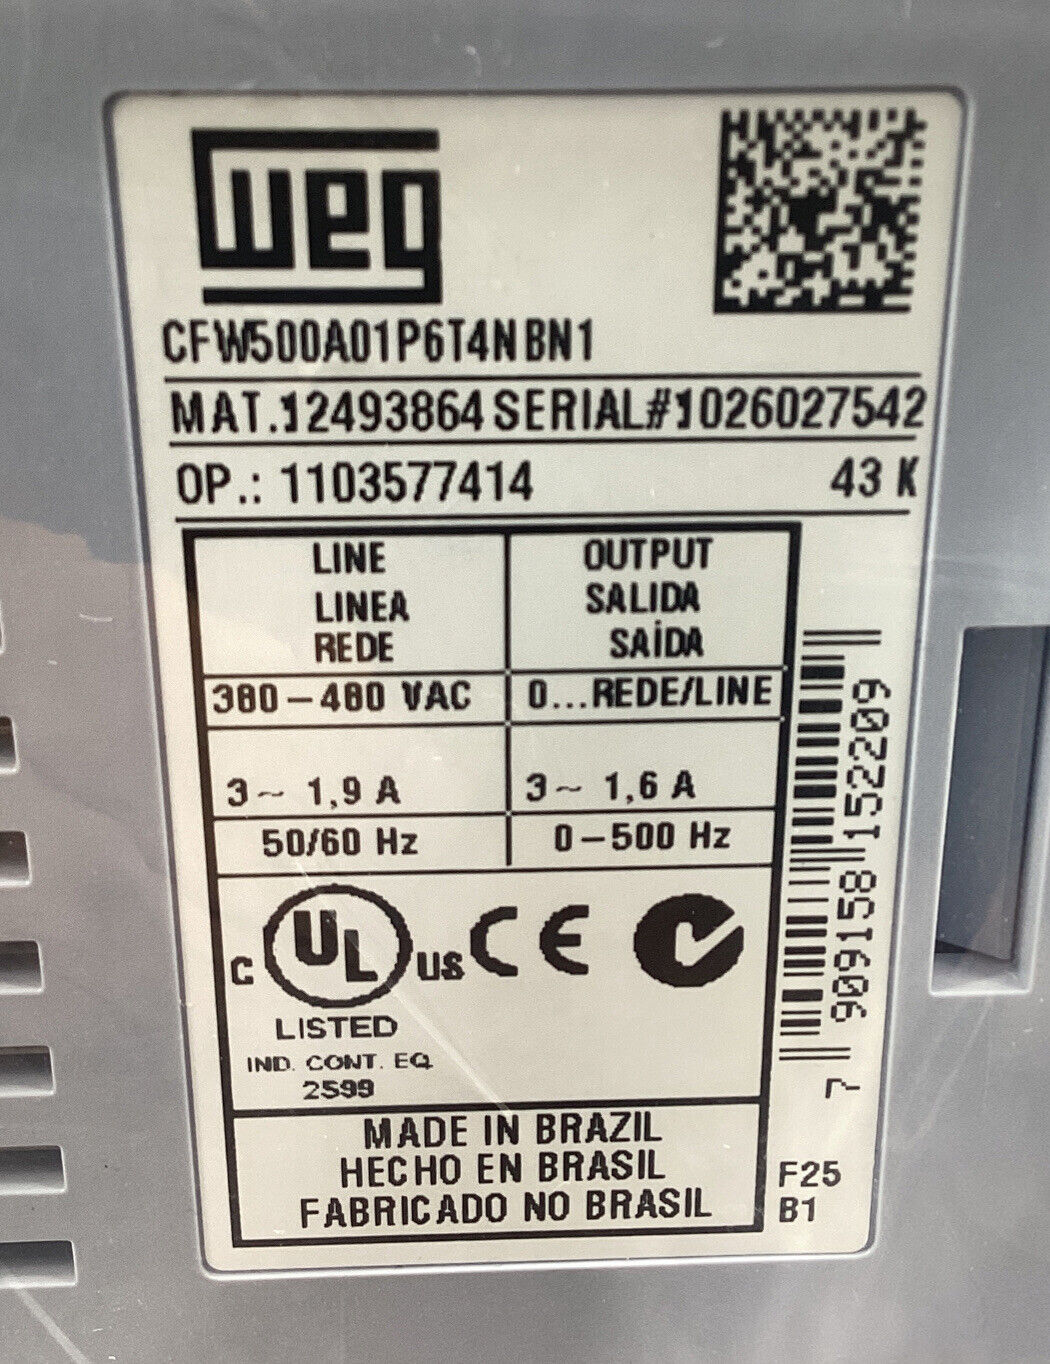 weg
CFW500A01P6T4NBN1
MAT.12493864 SERIAL#1026027542
OP.: 1103577414 43 K
LINE OUTPUT
LINEA SALIDA
REDE SAÍDA
380-480 VAC 0...REDE/LINE
3~ 1,9 A 3~ 1,6 A
50/60 Hz 0-500 Hz
C UL US CE
LISTED
IND. CONT. EQ.
2S99
MADE IN BRAZIL
HECHO EN BRASIL
FABRICADO NO BRASIL
7 909158 152209
F25
B1